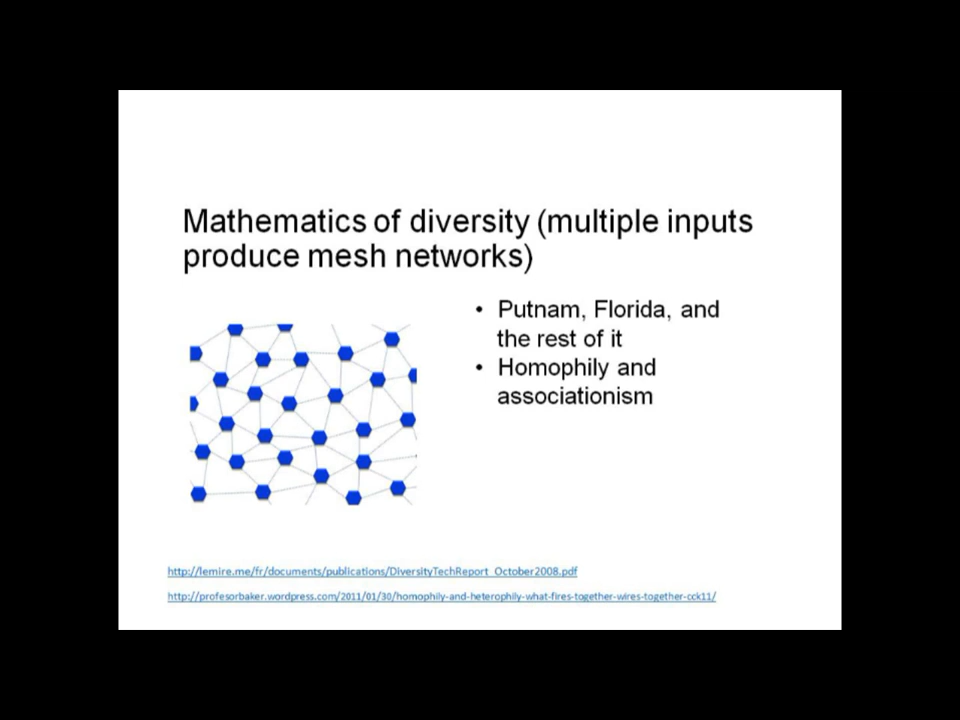 Mathematics of diversity (multiple inputs
produce mesh networks)
• Putnam, Florida, and
the rest of it
• Homophily and
associationism
http://lemire.me/fr/documents/publications/DiversityTechReport_October2008.pdf
http://profesorbaker.wordpress.com/2011/01/30/homophily-and-heterophily-what-fires-together-wires-together-cck11/